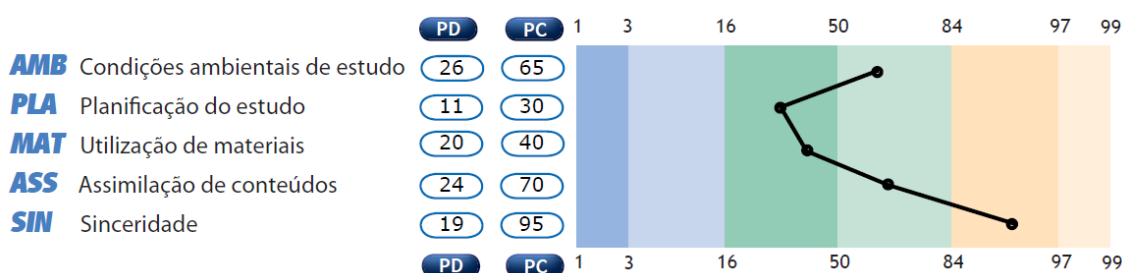 PD PC 1 3 16 50 84 97 99
AMB Condições ambientais de estudo 26 65
PLA Planificação do estudo 11 30
MAT Utilização de materiais 20 40
ASS Assimilação de conteúdos 24 70
SIN Sinceridade 19 95
PD PC 1 3 16 50 84 97 99